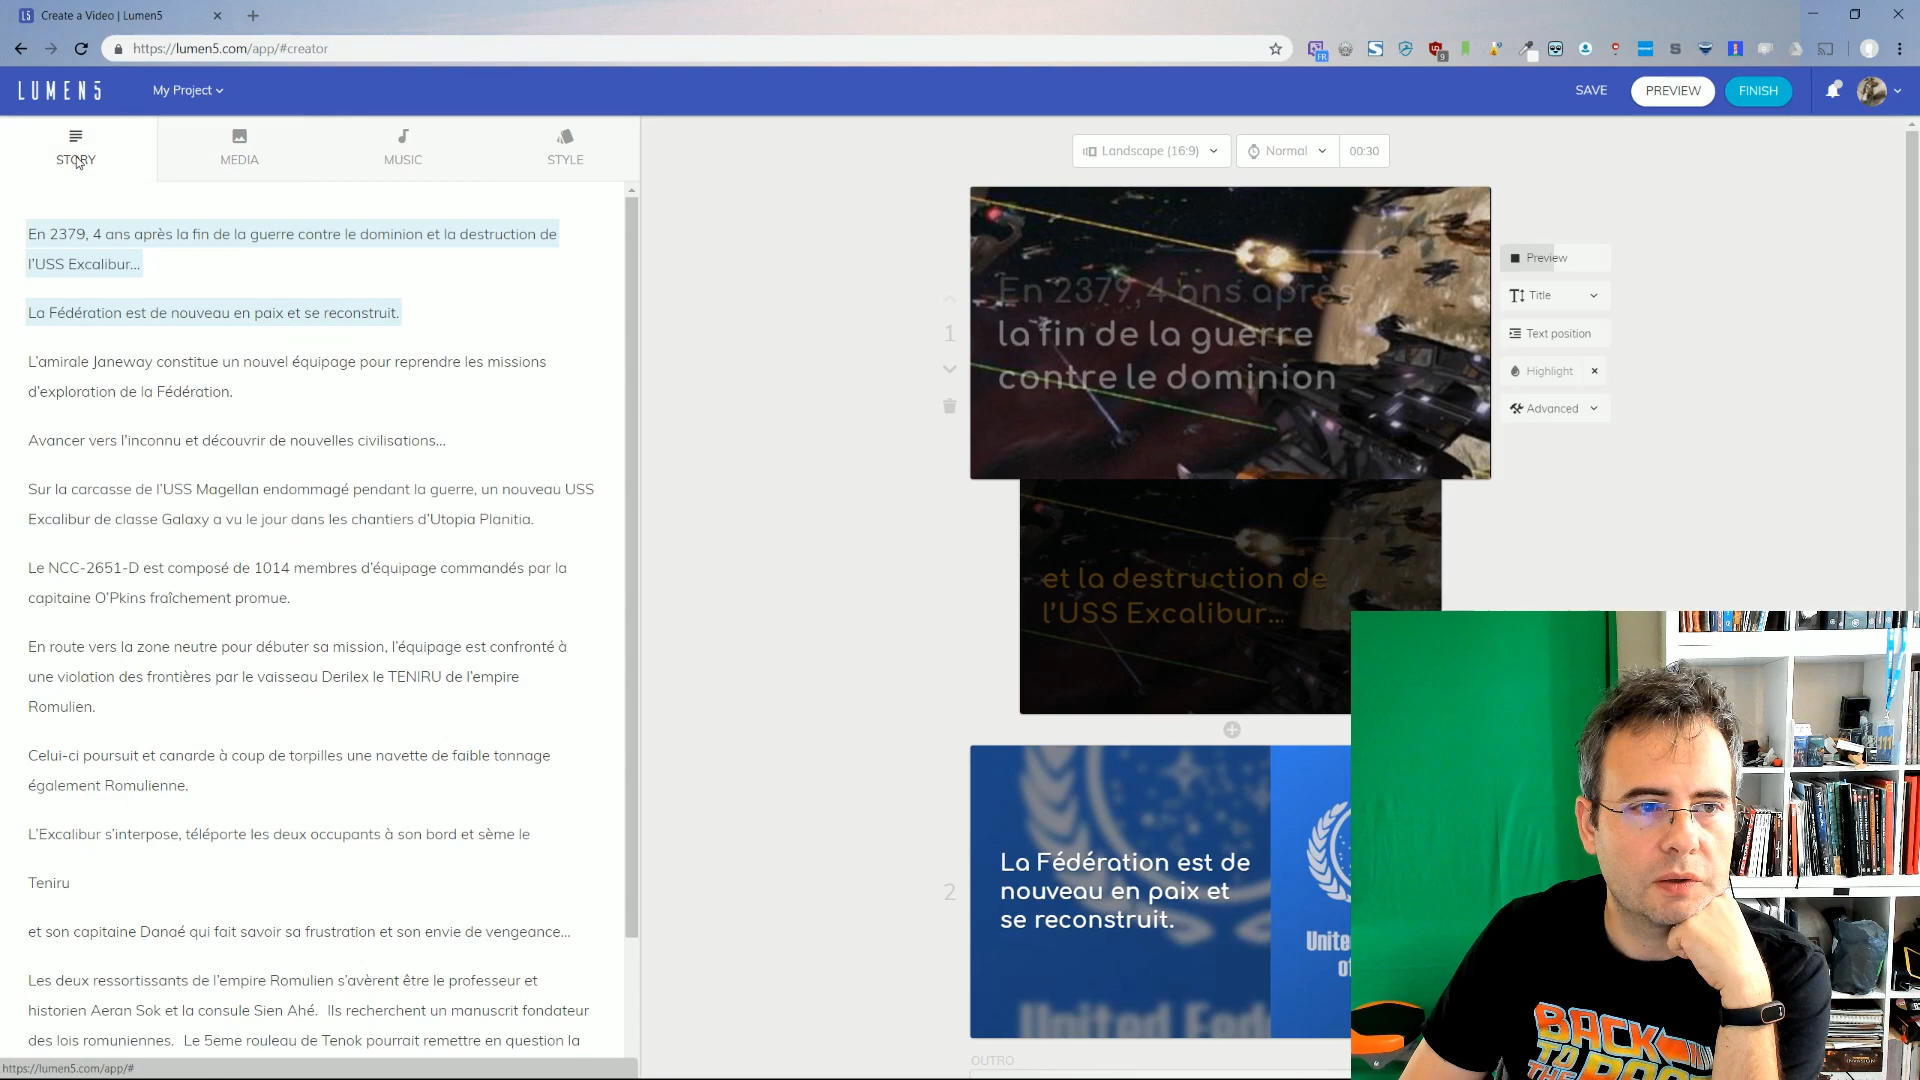 Create a Video | Lumen5
https://lumen5.com/app/#creator
LUMEN5
My Project
SAVE
PREVIEW
FINISH
STORY
MEDIA
MUSIC
STYLE
Landscape (16:9)
Normal
00:30
En 2379, 4 ans après la fin de la guerre contre le dominion et la destruction de
l'USS Excalibur...
La Fédération est de nouveau en paix et se reconstruit.
L'amirale Janeway constitue un nouvel équipage pour reprendre les missions
d'exploration de la Fédération.
Avancer vers l'inconnu et découvrir de nouvelles civilisations...
Sur la carcasse de l'USS Magellan endommagé pendant la guerre, un nouveau USS
Excalibur de classe Galaxy a vu le jour dans les chantiers d'Utopia Planitia.
Le NCC-2651-D est composé de 1014 membres d'équipage commandés par la
capitaine O'Pkins fraîchement promue.
En route vers la zone neutre pour débuter sa mission, l'équipage est confronté à
une violation des frontières par le vaisseau Derilex le TENIRU de l'empire
Romulien.
Celui-ci poursuit et canarde à coup de torpilles une navette de faible tonnage
également Romulienne.
L'Excalibur s'interpose, téléporte les deux occupants à son bord et sème le
Teniru
et son capitaine Danaé qui fait savoir sa frustration et son envie de vengeance...
Les deux ressortissants de l'empire Romulien s'avèrent être le professeur et
historien Aeran Sok et la consule Sien Ahé. Ils recherchent un manuscrit fondateur
des lois romuniennes. Le 5eme rouleau de Tenok pourrait remettre en question la
https://lumen5.com/app/#
1
En 2379, 4 ans après
la fin de la guerre
contre le dominion
et la destruction de
l'USS Excalibur...
Preview
Title
Text position
Highlight
Advanced
2
La Fédération est de
nouveau en paix et
se reconstruit.
Unite
of
United Fed
OUTRO
BACK
TO
THE
FR
9